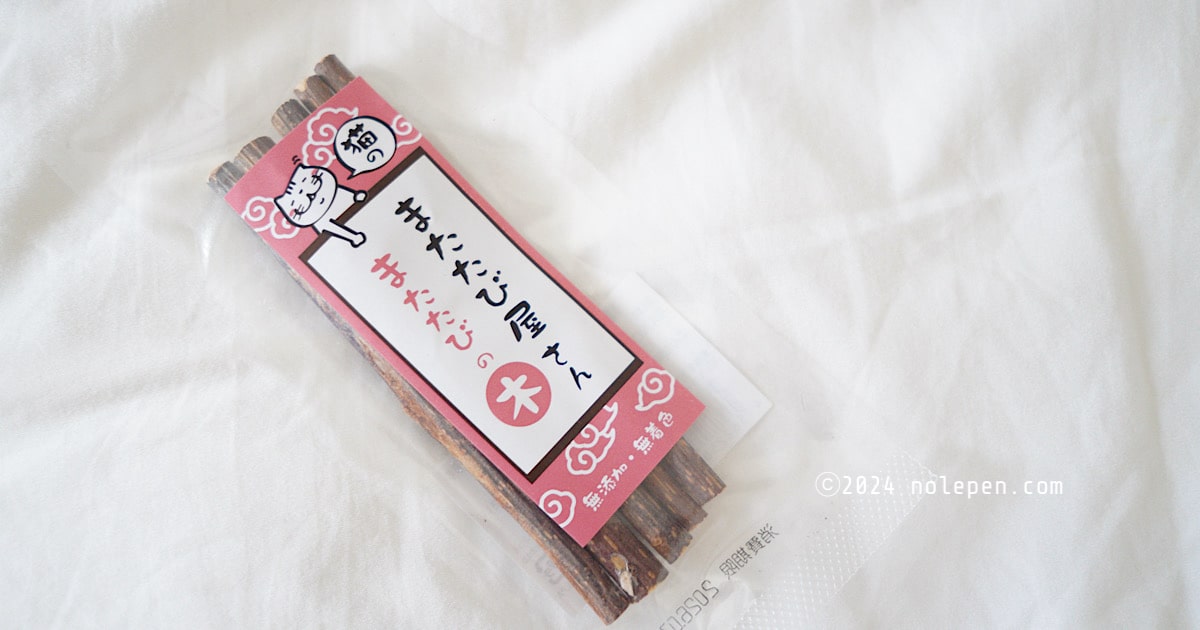 猫の
またたび屋さん
またたびの木
無添加・無着色
©2024 nolepen.com